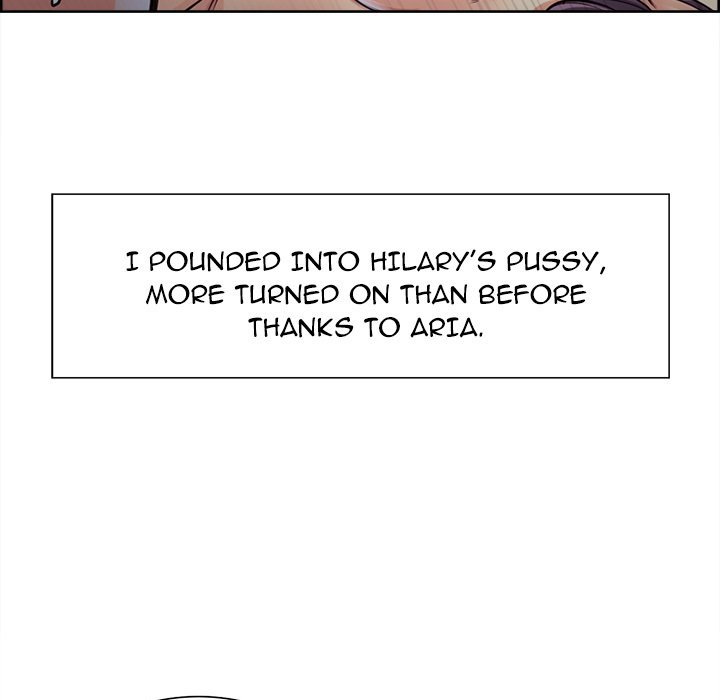 I POUNDED INTO HILARY'S PUSSY,
MORE TURNED ON THAN BEFORE
THANKS TO ARIA.